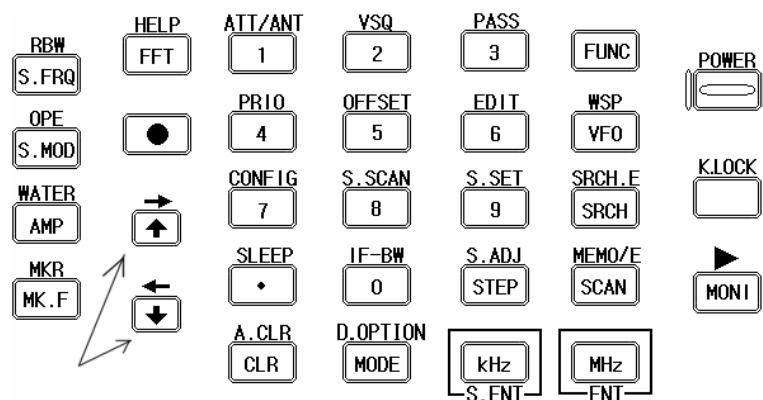 HELP ATT/ANT VSQ PASS
RBW FFT 1 2 3 FUNC POWER
S.FRQ
OPE PRIO OFFSET EDIT WSP
S.MOD ● 4 5 6 VFO
WATER CONFIG S.SCAN S.SET SRCH.E K.LOCK
AMP → ↑ 7 8 9 SRCH
MKR SLEEP IF-BW S.ADJ MEMO/E ▶
MK.F ← ↓ • 0 STEP SCAN MONI
A.CLR D.OPTION
CLR MODE kHz MHz
S.ENT ENT